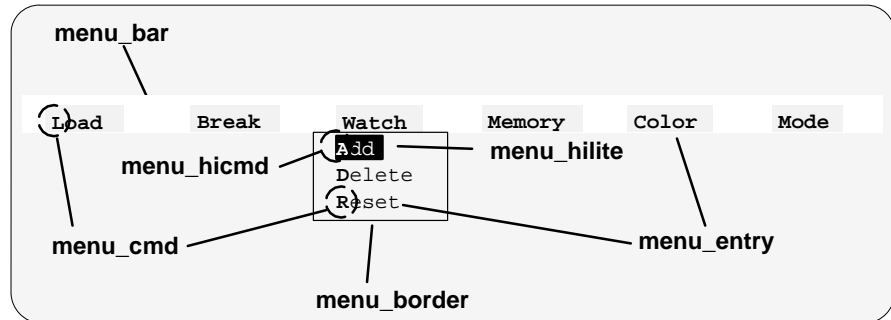 menu_bar
Load Break Watch Memory Color Mode
menu_hicmd Add menu_hilite
Delete
Reset
menu_cmd menu_entry
menu_border